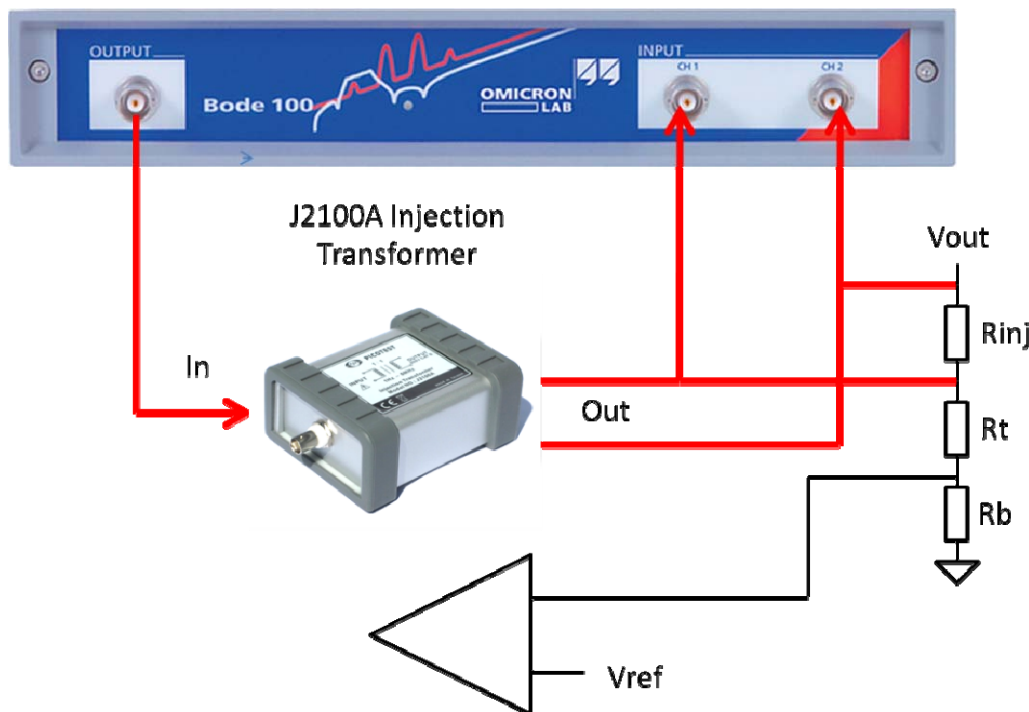 OUTPUT
INPUT
CH 1
CH 2
Bode 100
OMICRON
LAB
J2100A Injection
Transformer
Vout
Rinj
In
Out
Rt
Rb
Vref